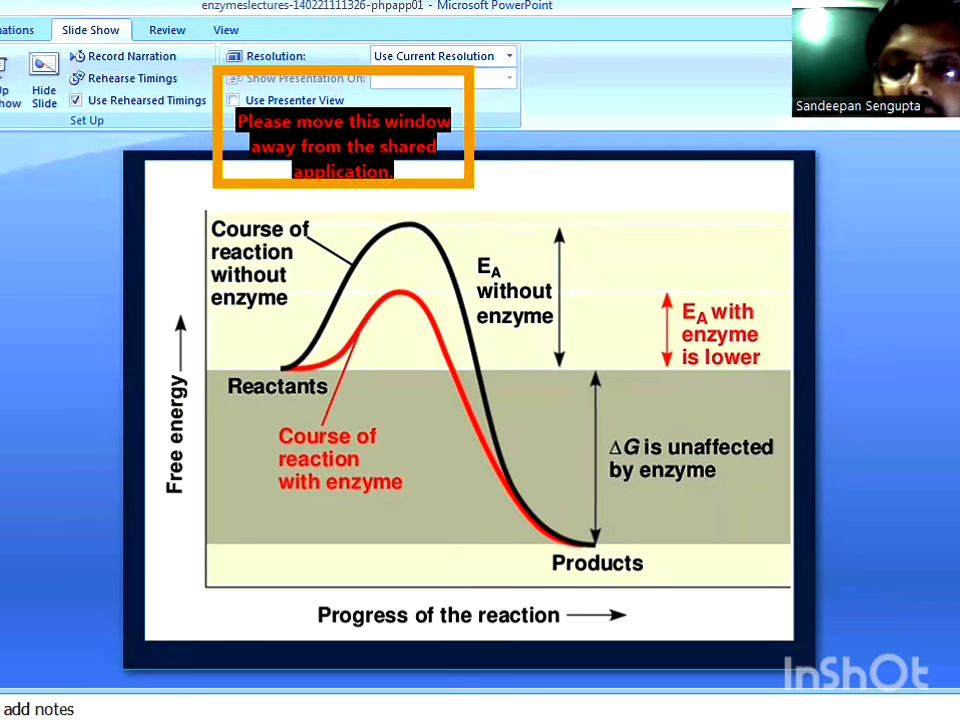 enzymeslectures-140221111326-phpapp01 - Microsoft PowerPoint
nations Slide Show Review View
Record Narration
Rehearse Timings
Use Rehearsed Timings
Up
Show
Hide
Slide
Set Up
Resolution: Use Current Resolution
Show Presentation On:
Use Presenter View
Please move this window
away from the shared
application.
Sandeepan Sengupta
Course of
reaction
without
enzyme
EA
without
enzyme
EA with
enzyme
is lower
Reactants
Course of
reaction
with enzyme
ΔG is unaffected
by enzyme
Products
Free energy
Progress of the reaction
InShOt
add notes